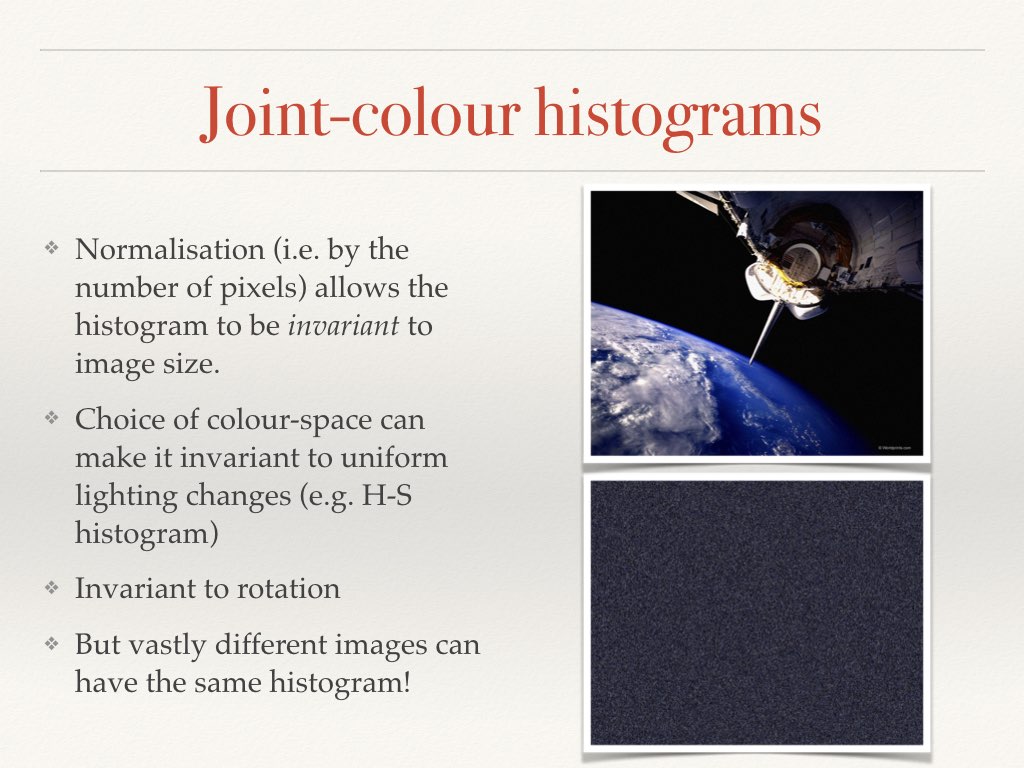 Joint-colour histograms
❖ Normalisation (i.e. by the
number of pixels) allows the
histogram to be invariant to
image size.
❖ Choice of colour-space can
make it invariant to uniform
lighting changes (e.g. H-S
histogram)
❖ Invariant to rotation
❖ But vastly different images can
have the same histogram!